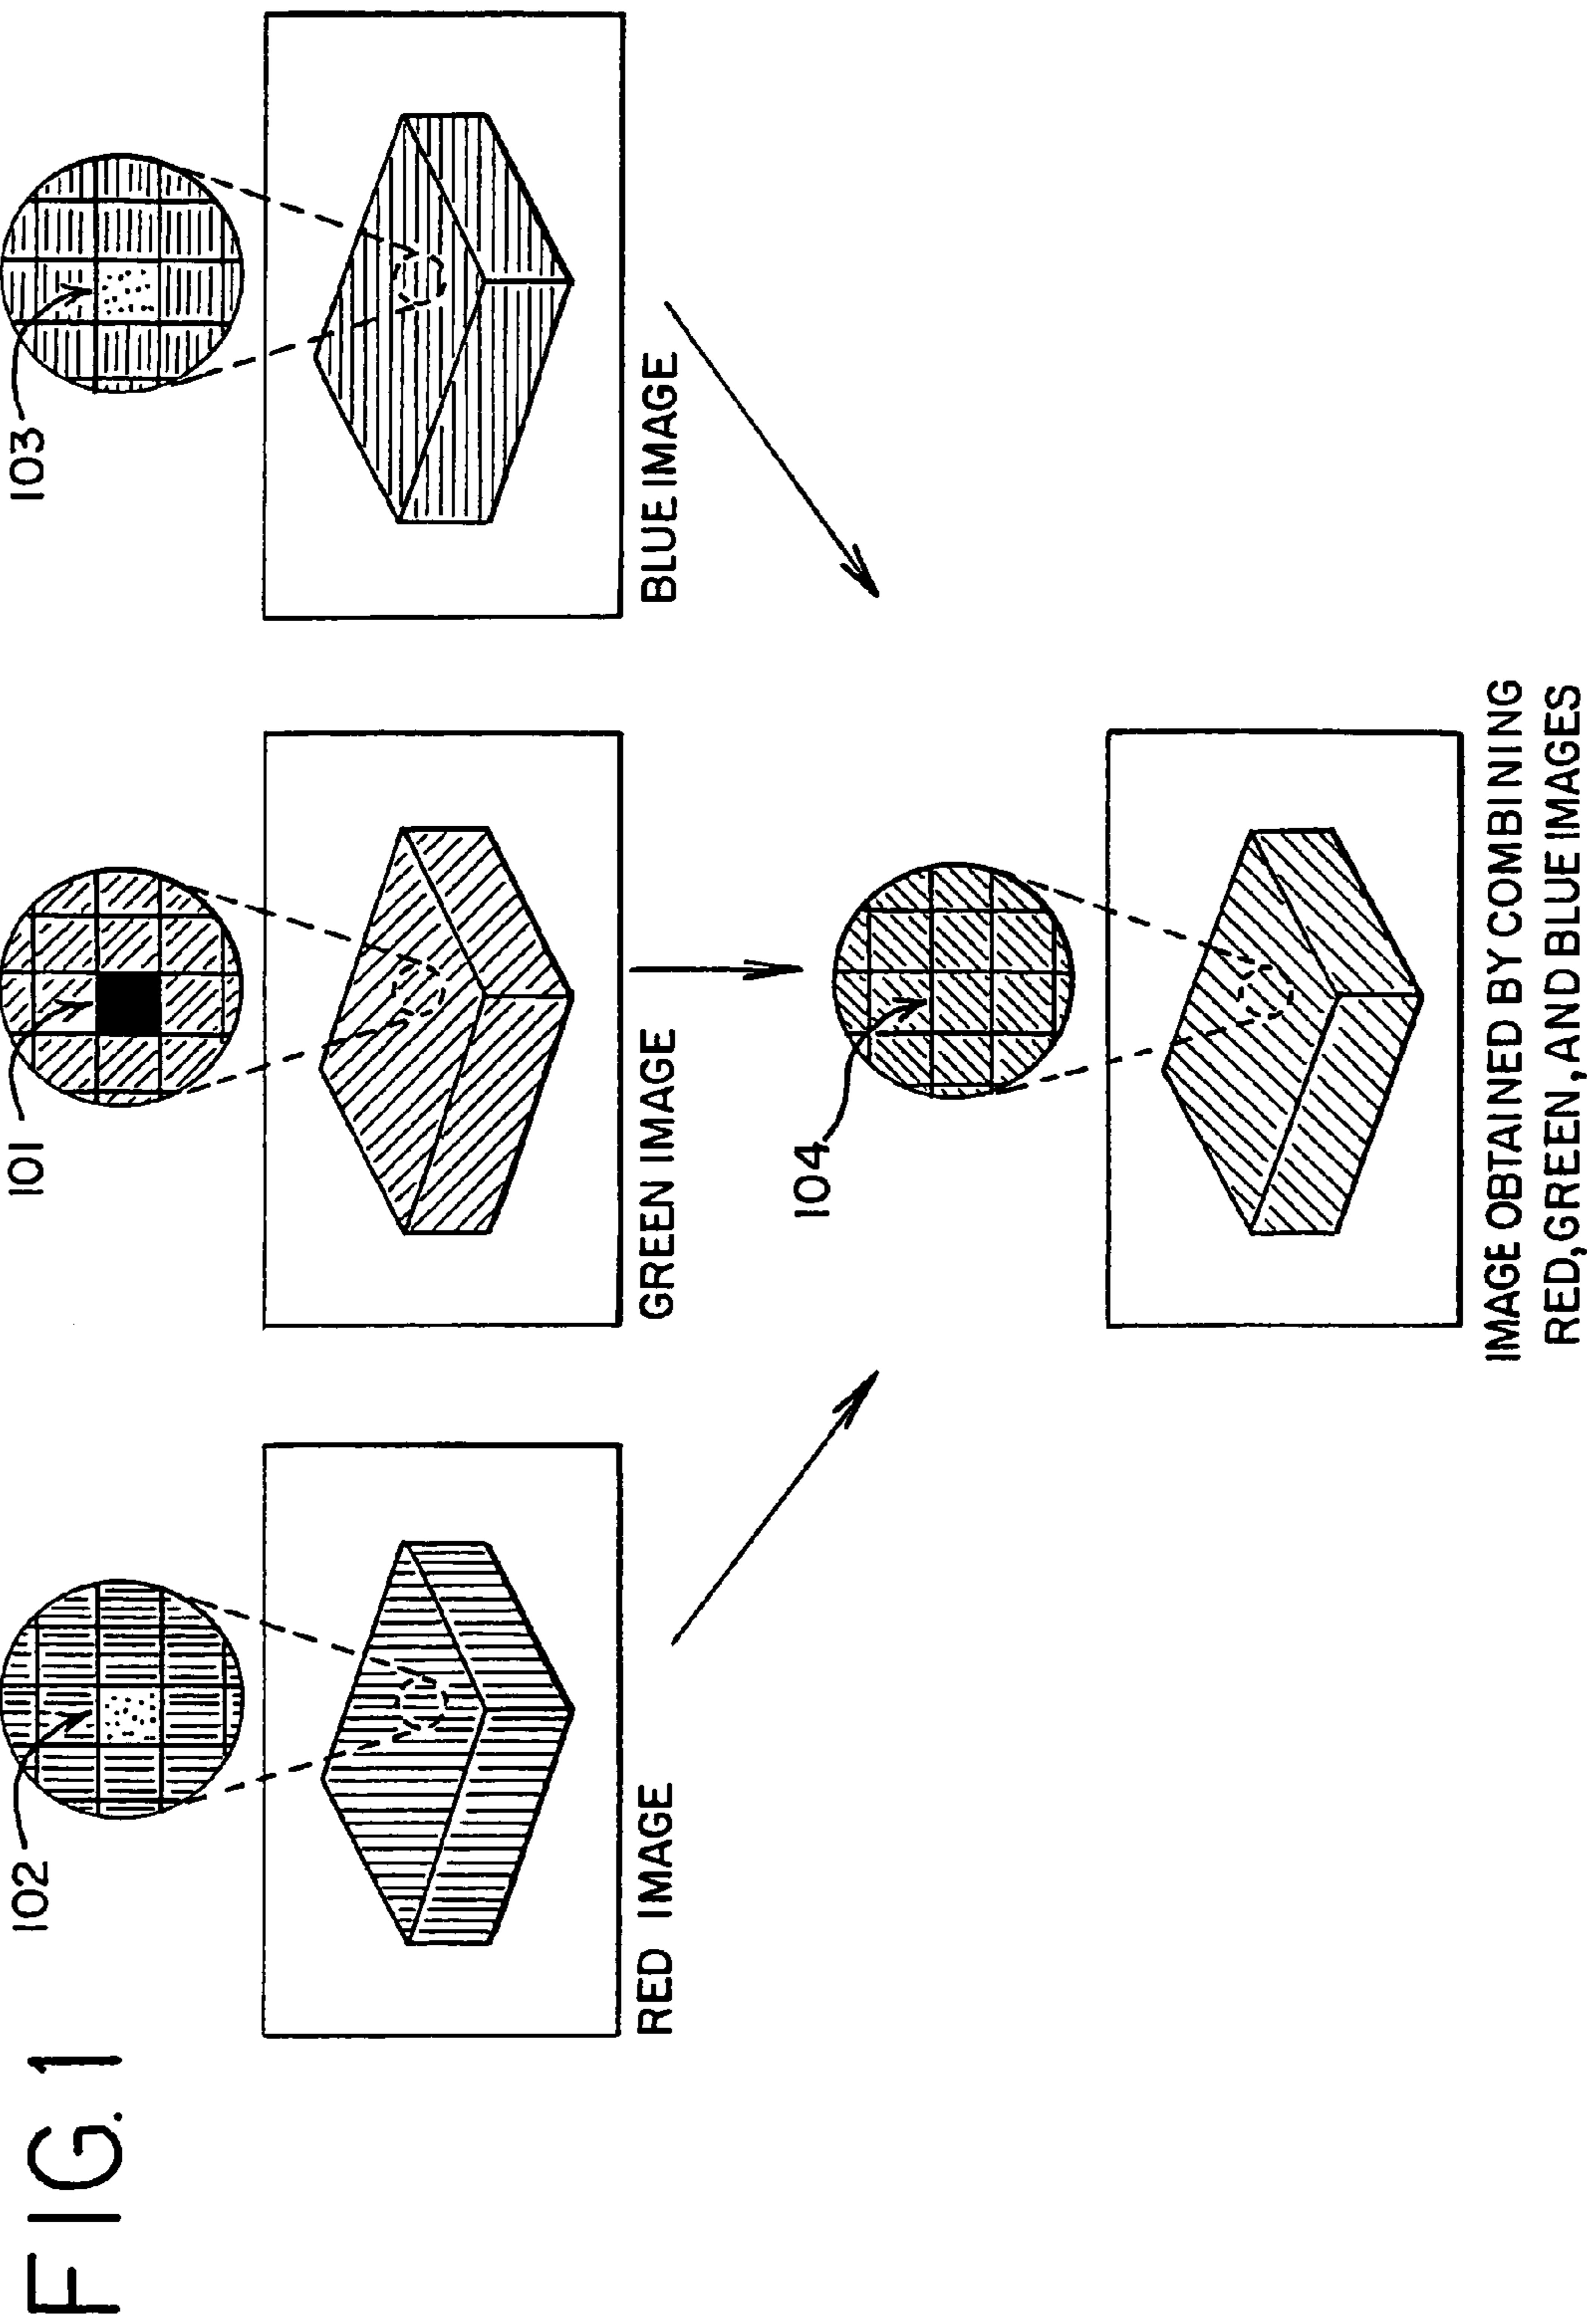 FIG. 1
102
101
103
RED IMAGE
GREEN IMAGE
BLUE IMAGE
104
IMAGE OBTAINED BY COMBINING
RED, GREEN, AND BLUE IMAGES